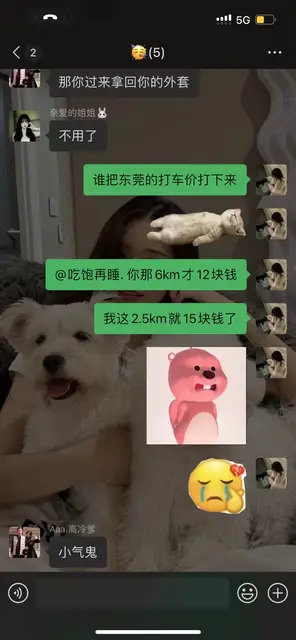 5G
2
(5)
那你过来拿回你的外套
亲爱的姐姐
不用了
谁把东莞的打车价打下来
@吃饱再睡. 你那6km才12块钱
我这2.5km就15块钱了
Aaa.高冷爹
小气鬼